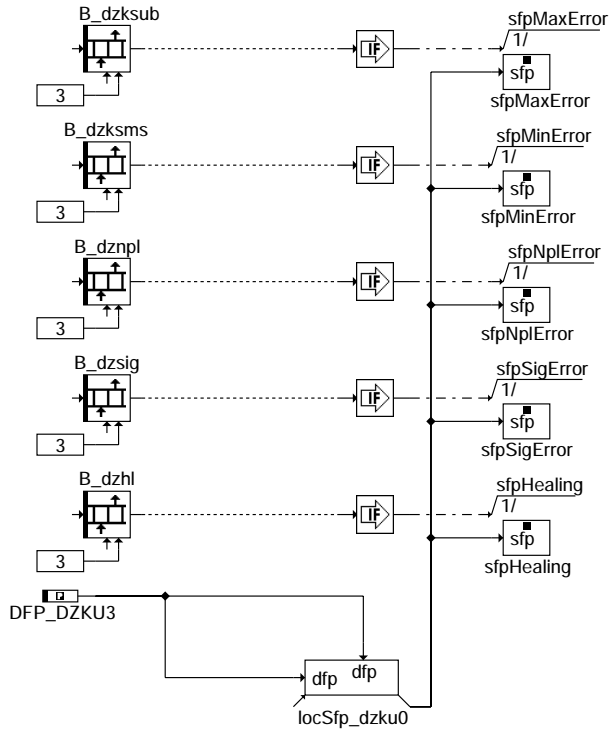 B_dzksub
sfpMaxError
1/
IF
sfp
3
sfpMaxError
B_dzksms
sfpMinError
1/
IF
sfp
3
sfpMinError
B_dznpl
sfpNplError
1/
IF
sfp
3
sfpNplError
B_dzsig
sfpSigError
1/
IF
sfp
3
sfpSigError
B_dzhl
sfpHealing
1/
IF
sfp
3
sfpHealing
DFP_DZKU3
dfp
dfp
locSfp_dzku0